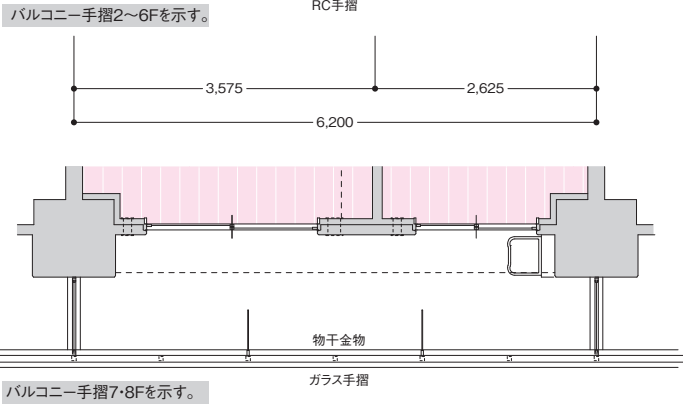 RC手摺
バルコニー手摺2〜6Fを示す。
3,575
2,625
6,200
物干金物
ガラス手摺
バルコニー手摺7・8Fを示す。